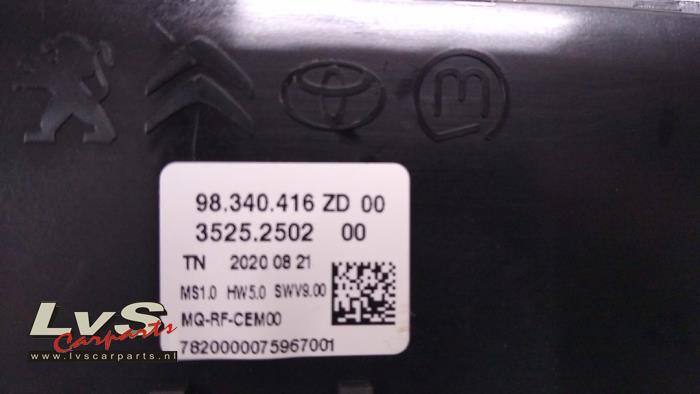 98.340.416 ZD 00
3525.2502 00
TN 2020 08 21
MS1.0 HW5.0 SWV9.00
MQ-RF-CEM00
7820000075967001
LvS
Carparts
www.lvscarparts.nl